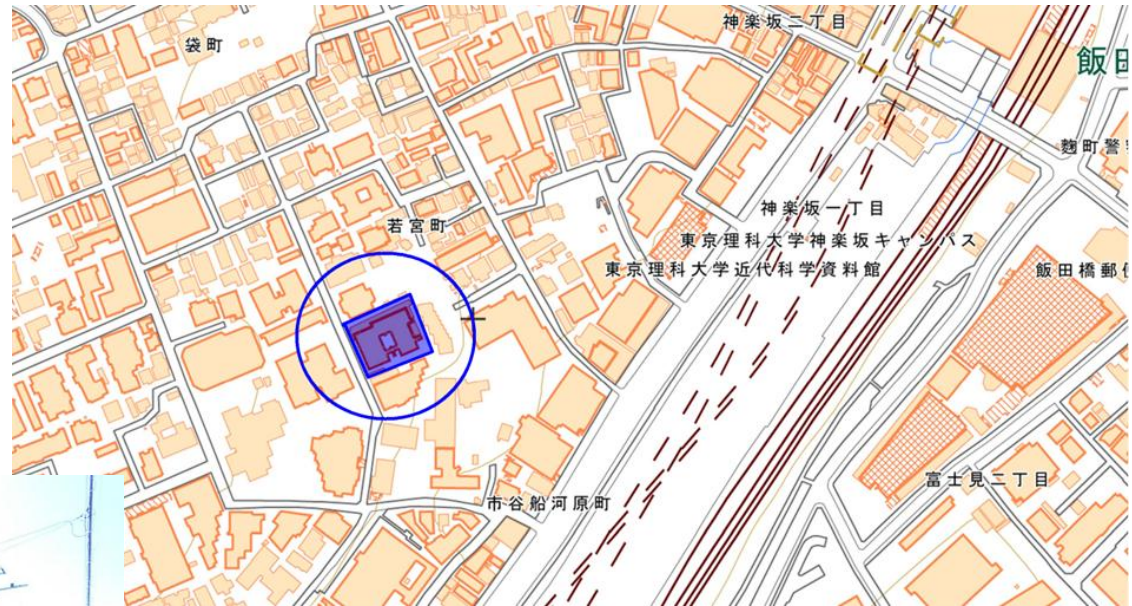 神楽坂二丁目
袋町
飯田
麴町警
若宮町
神楽坂一丁目
東京理科大学神楽坂キャンパス
東京理科大学近代科学資料館
飯田橋郵便
富士見二丁目
市谷船河原町